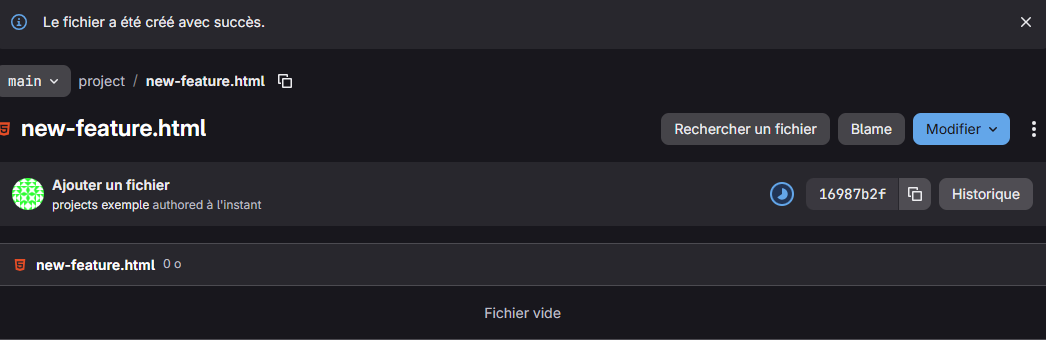 Le fichier a été créé avec succès.
main project / new-feature.html
new-feature.html Rechercher un fichier Blame Modifier
Ajouter un fichier
projects exemple authored à l'instant 16987b2f Historique
new-feature.html 0 o
Fichier vide